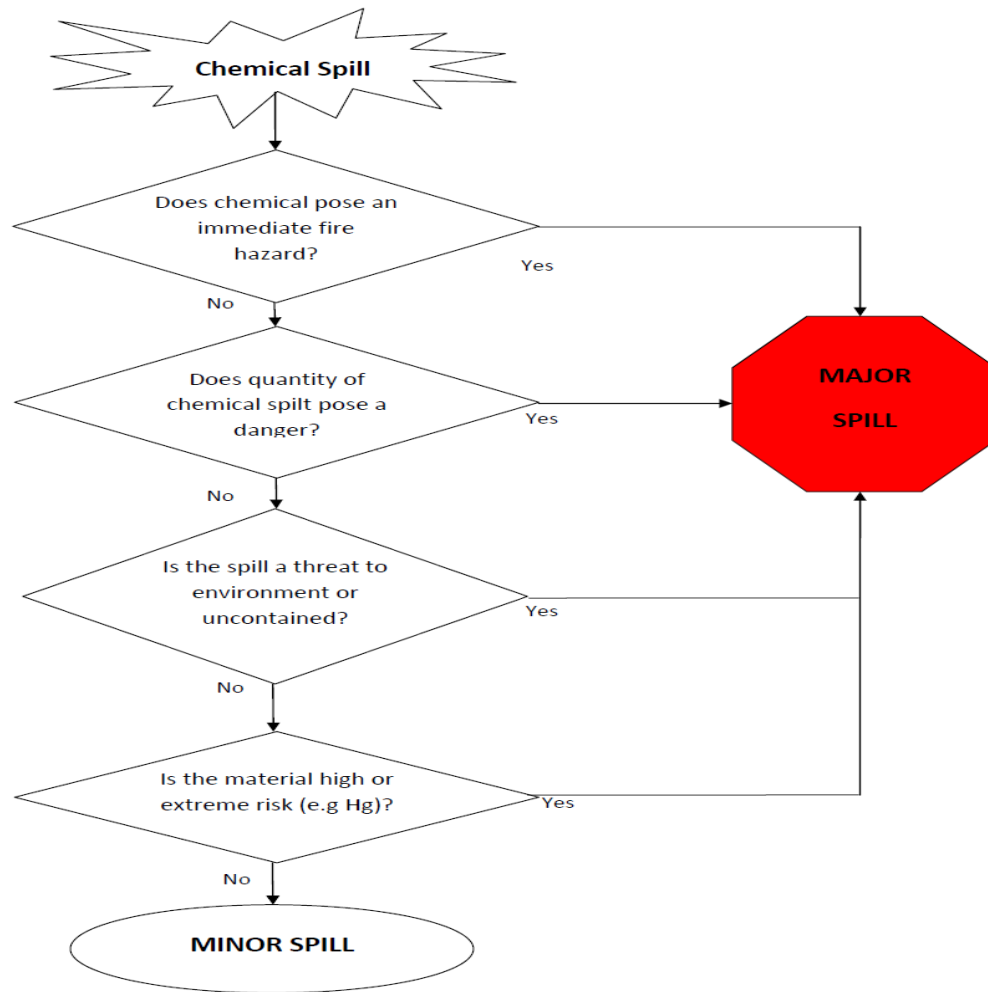 Chemical Spill
Does chemical pose an
immediate fire
hazard?
Yes
No
Does quantity of
chemical spilt pose a
danger?
Yes
MAJOR
SPILL
No
Is the spill a threat to
environment or
uncontained?
Yes
No
Is the material high or
extreme risk (e.g Hg)?
Yes
No
MINOR SPILL